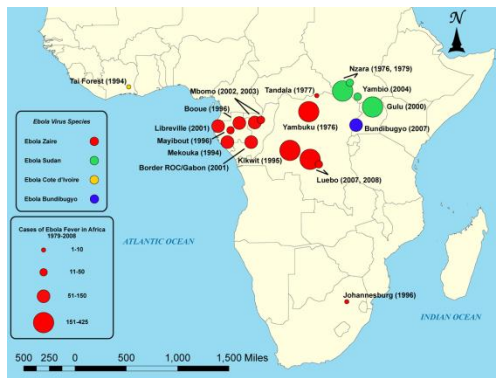 N
Nzara (1976, 1979)
Tai Forest (1994)
Mbomo (2002, 2003)
Tandala (1977)
Yambio (2004)
Booue (1996)
Gulu (2000)
Ebola Virus Species
Ebola Zaire
Ebola Sudan
Ebola Cote d'Ivoire
Ebola Bundibugyo
Libreville (2001)
Yambuku (1976)
Bundibugyo (2007)
Mayibout (1996)
Mekouka (1994)
Kikwit (1995)
Border ROC/Gabon (2001)
Luebo (2007, 2008)
Cases of Ebola Fever in Africa
1979-2008
1-10
11-50
51-150
151-425
ATLANTIC OCEAN
Johannesburg (1996)
INDIAN OCEAN
500 250 0 500 1,000 1,500 Miles